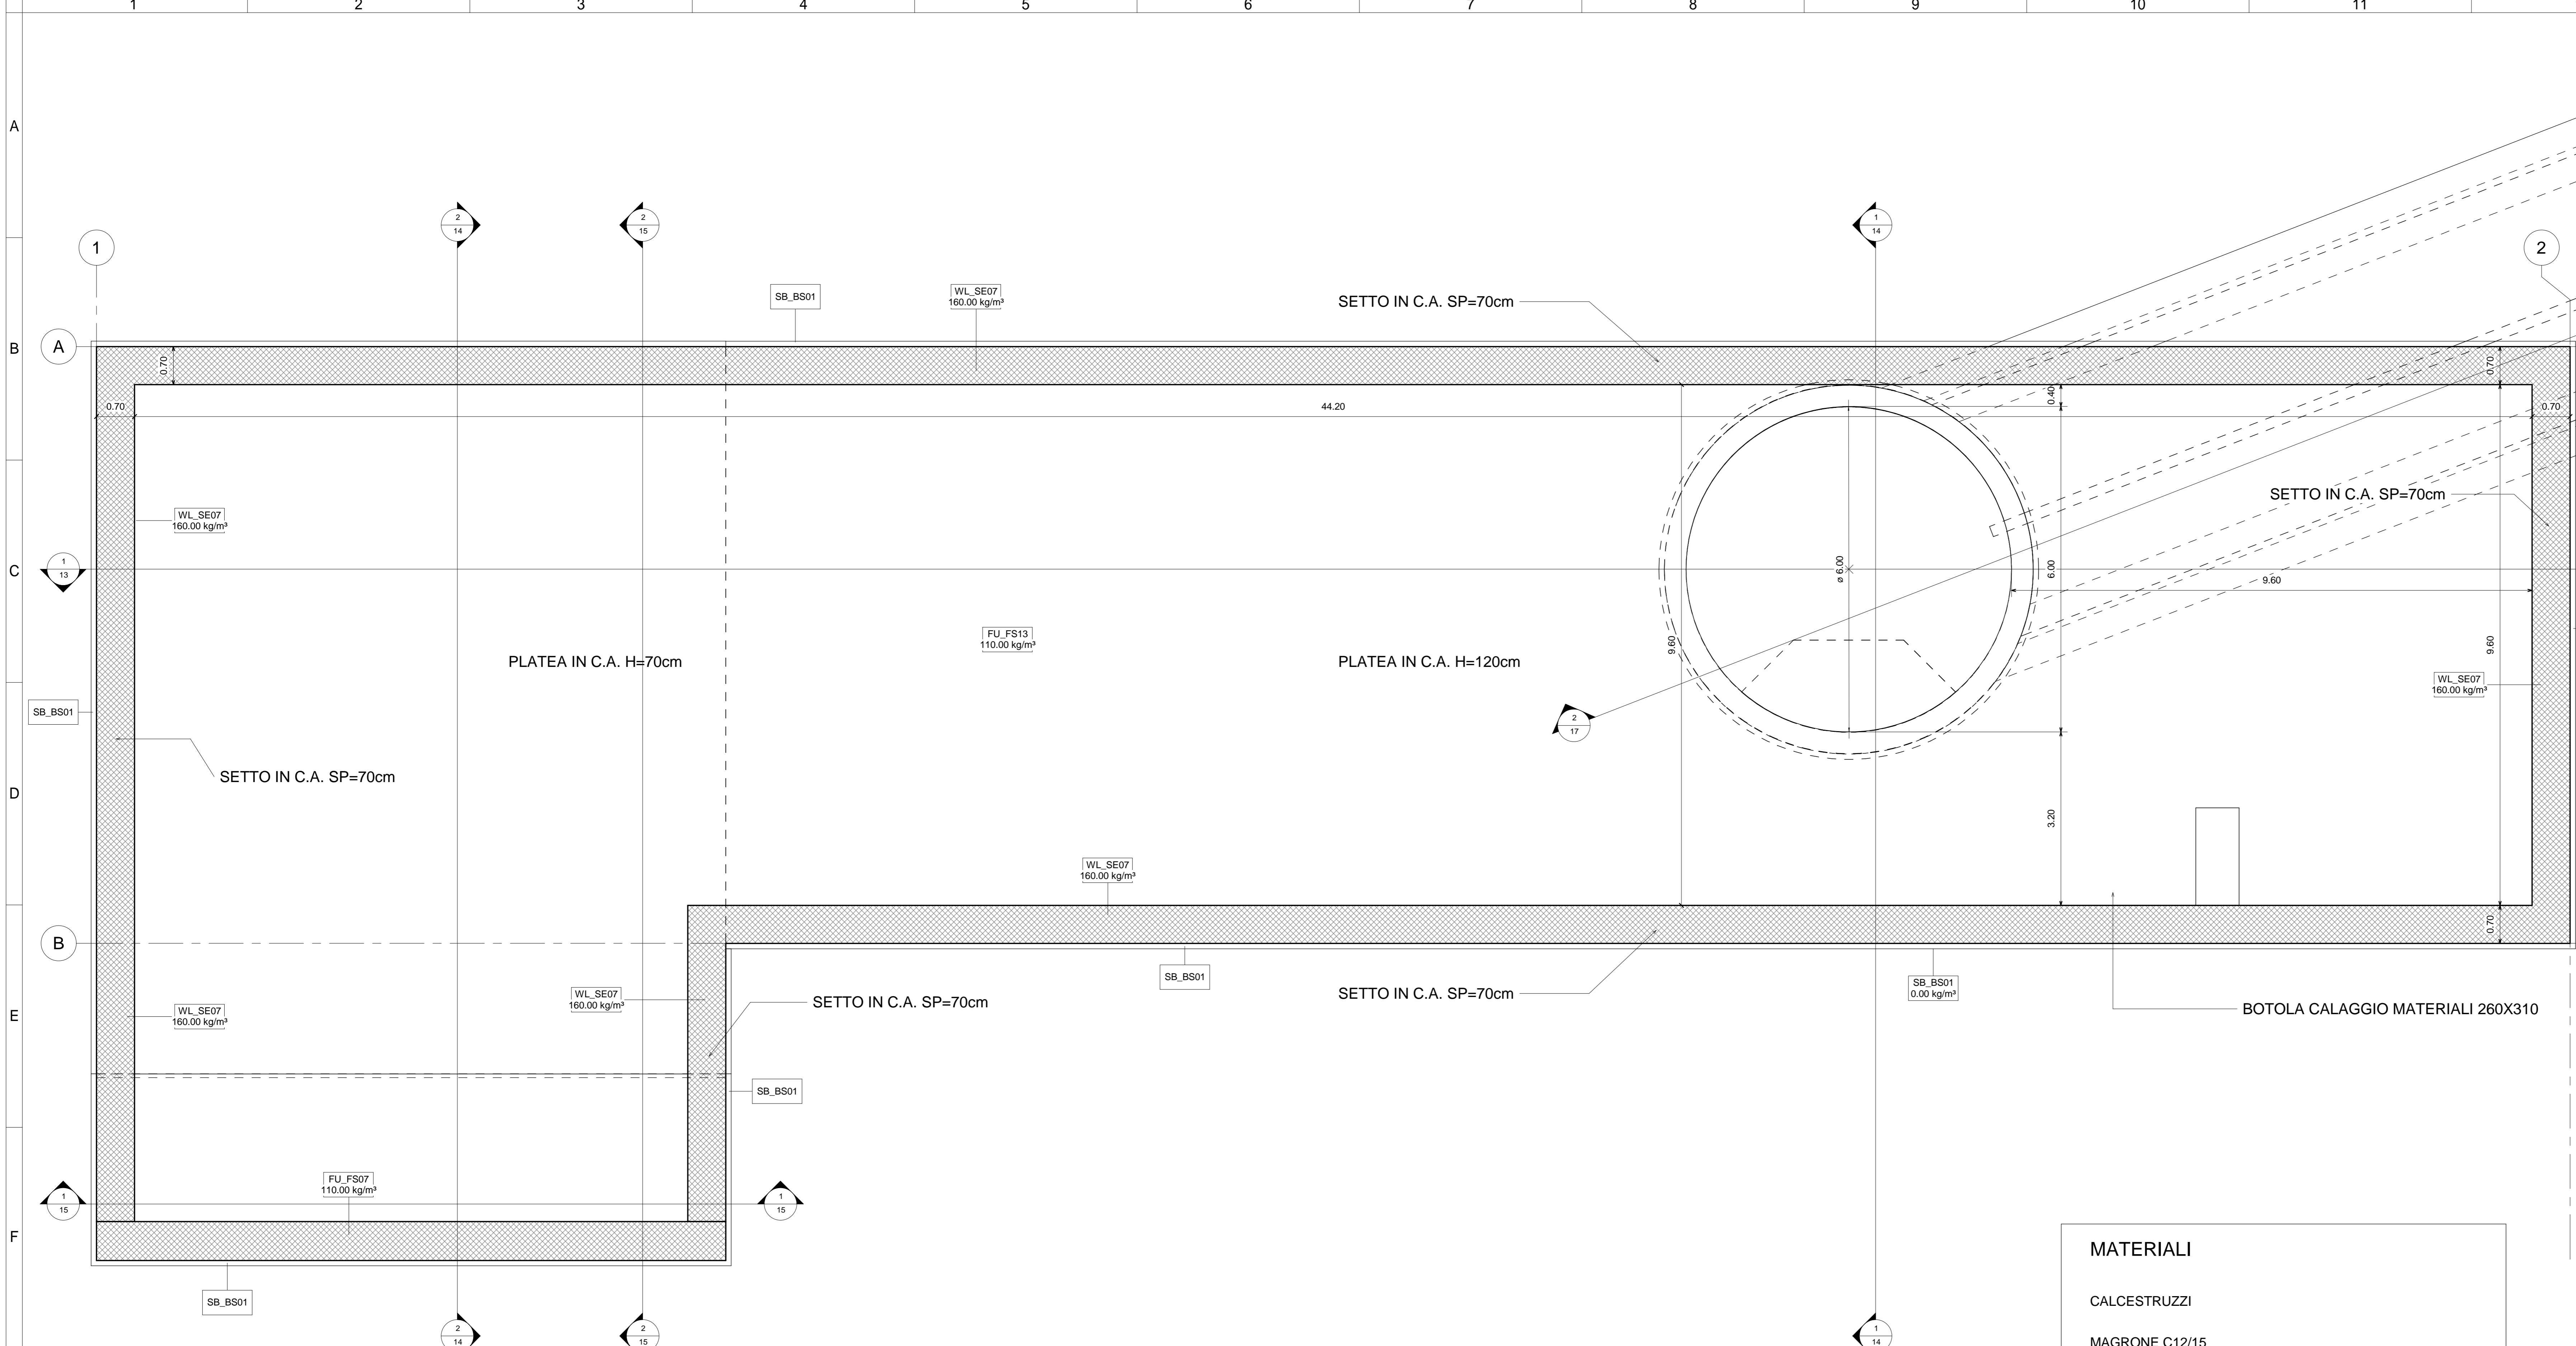 1 2 3 4 5 6 7 8 9 10 11
A
2
14
2
15
1
14
1
2
SB_BS01
WL_SE07
160.00 kg/m³
SETTO IN C.A. SP=70cm
B
A
0.70
0.70
0.70
44.20
0.40
0.70
WL_SE07
160.00 kg/m³
SETTO IN C.A. SP=70cm
C
1
13
ø 6.00
6.00
9.60
FU_FS13
110.00 kg/m³
9.60
9.60
PLATEA IN C.A. H=70cm
PLATEA IN C.A. H=120cm
WL_SE07
160.00 kg/m³
SB_BS01
2
17
SETTO IN C.A. SP=70cm
D
3.20
WL_SE07
160.00 kg/m³
0.70
B
SB_BS01
SB_BS01
0.00 kg/m³
WL_SE07
160.00 kg/m³
SETTO IN C.A. SP=70cm
SETTO IN C.A. SP=70cm
E
WL_SE07
160.00 kg/m³
BOTOLA CALAGGIO MATERIALI 260X310
SB_BS01
FU_FS07
110.00 kg/m³
1
15
1
15
F
MATERIALI
SB_BS01
CALCESTRUZZI
2
14
2
15
1
14
MAGRONE C12/15